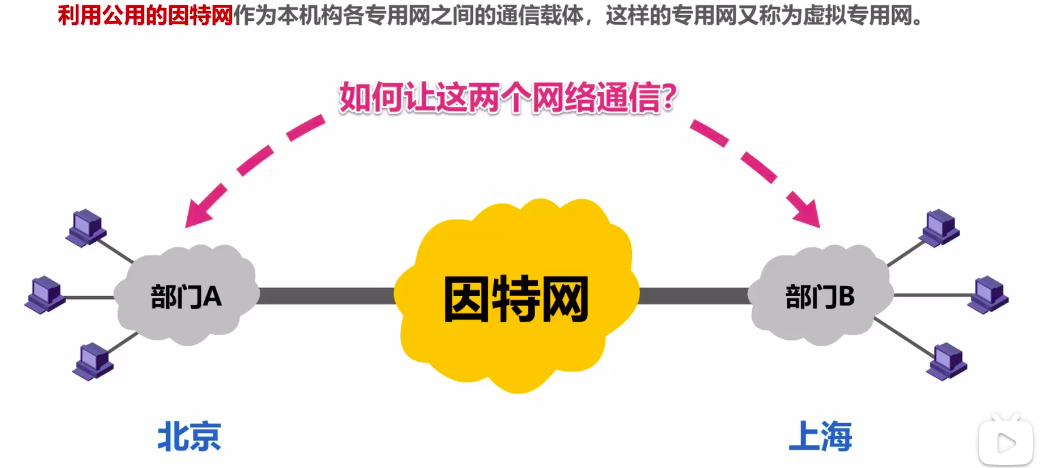 利用公用的因特网作为本机构各专用网之间的通信载体，这样的专用网又称为虚拟专用网。
如何让这两个网络通信？
部门A
因特网
部门B
北京
上海